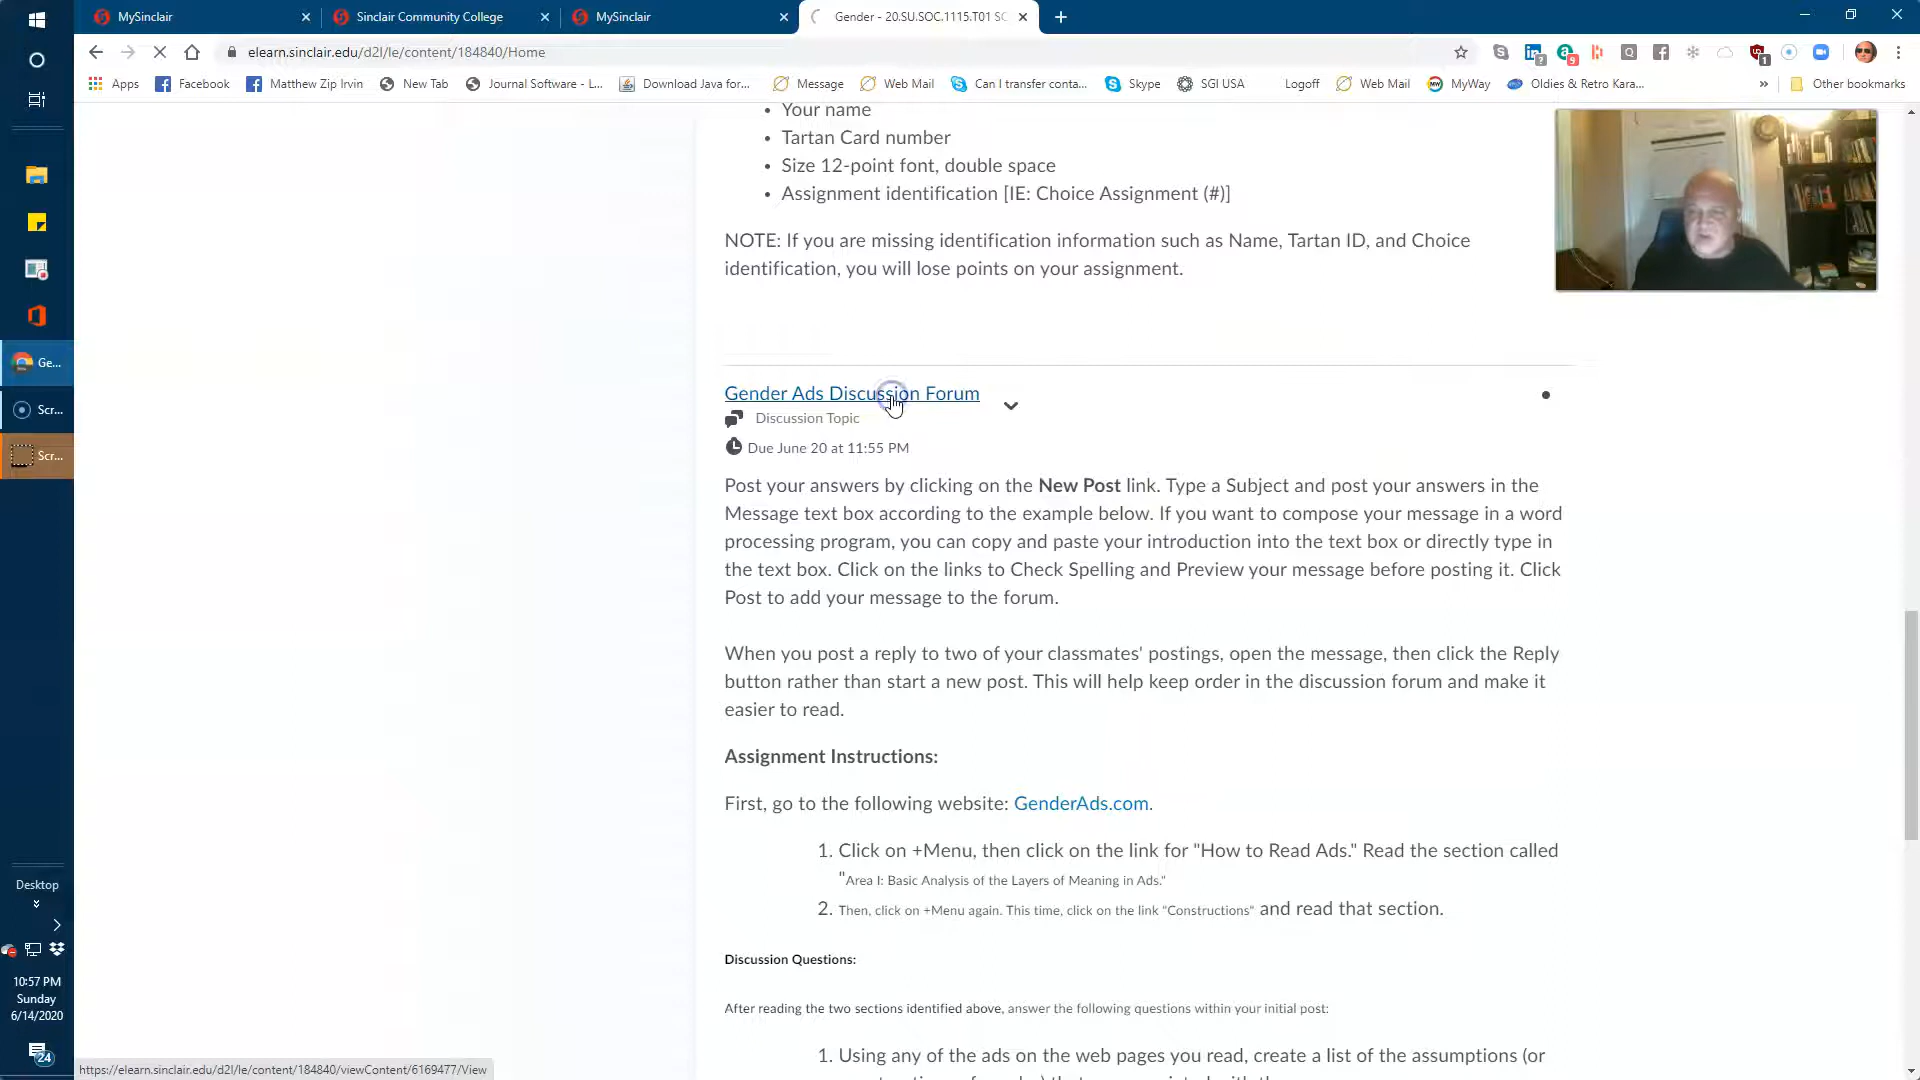 MySinclair
Sinclair Community College
MySinclair
Gender - 20.SU.SOC.1115.T01 SC
elearn.sinclair.edu/d2l/le/content/184840/Home
Apps Facebook Matthew Zip Irvin New Tab Journal Software - L... Download Java for... Message Web Mail Can I transfer conta... Skype SGI USA Logoff Web Mail MyWay Oldies & Retro Kara... » Other bookmarks
• Your name
• Tartan Card number
• Size 12-point font, double space
• Assignment identification [IE: Choice Assignment (#)]
NOTE: If you are missing identification information such as Name, Tartan ID, and Choice
identification, you will lose points on your assignment.
Gender Ads Discussion Forum
Discussion Topic
Due June 20 at 11:55 PM
Post your answers by clicking on the New Post link. Type a Subject and post your answers in the
Message text box according to the example below. If you want to compose your message in a word
processing program, you can copy and paste your introduction into the text box or directly type in
the text box. Click on the links to Check Spelling and Preview your message before posting it. Click
Post to add your message to the forum.
When you post a reply to two of your classmates' postings, open the message, then click the Reply
button rather than start a new post. This will help keep order in the discussion forum and make it
easier to read.
Assignment Instructions:
First, go to the following website: GenderAds.com.
1. Click on +Menu, then click on the link for "How to Read Ads." Read the section called
"Area I: Basic Analysis of the Layers of Meaning in Ads."
2. Then, click on +Menu again. This time, click on the link "Constructions" and read that section.
Discussion Questions:
After reading the two sections identified above, answer the following questions within your initial post:
1. Using any of the ads on the web pages you read, create a list of the assumptions (or
Ge...
Scr...
Scr...
Desktop
10:57 PM
Sunday
6/14/2020
24
https://elearn.sinclair.edu/d2l/le/content/184840/viewContent/6169477/View